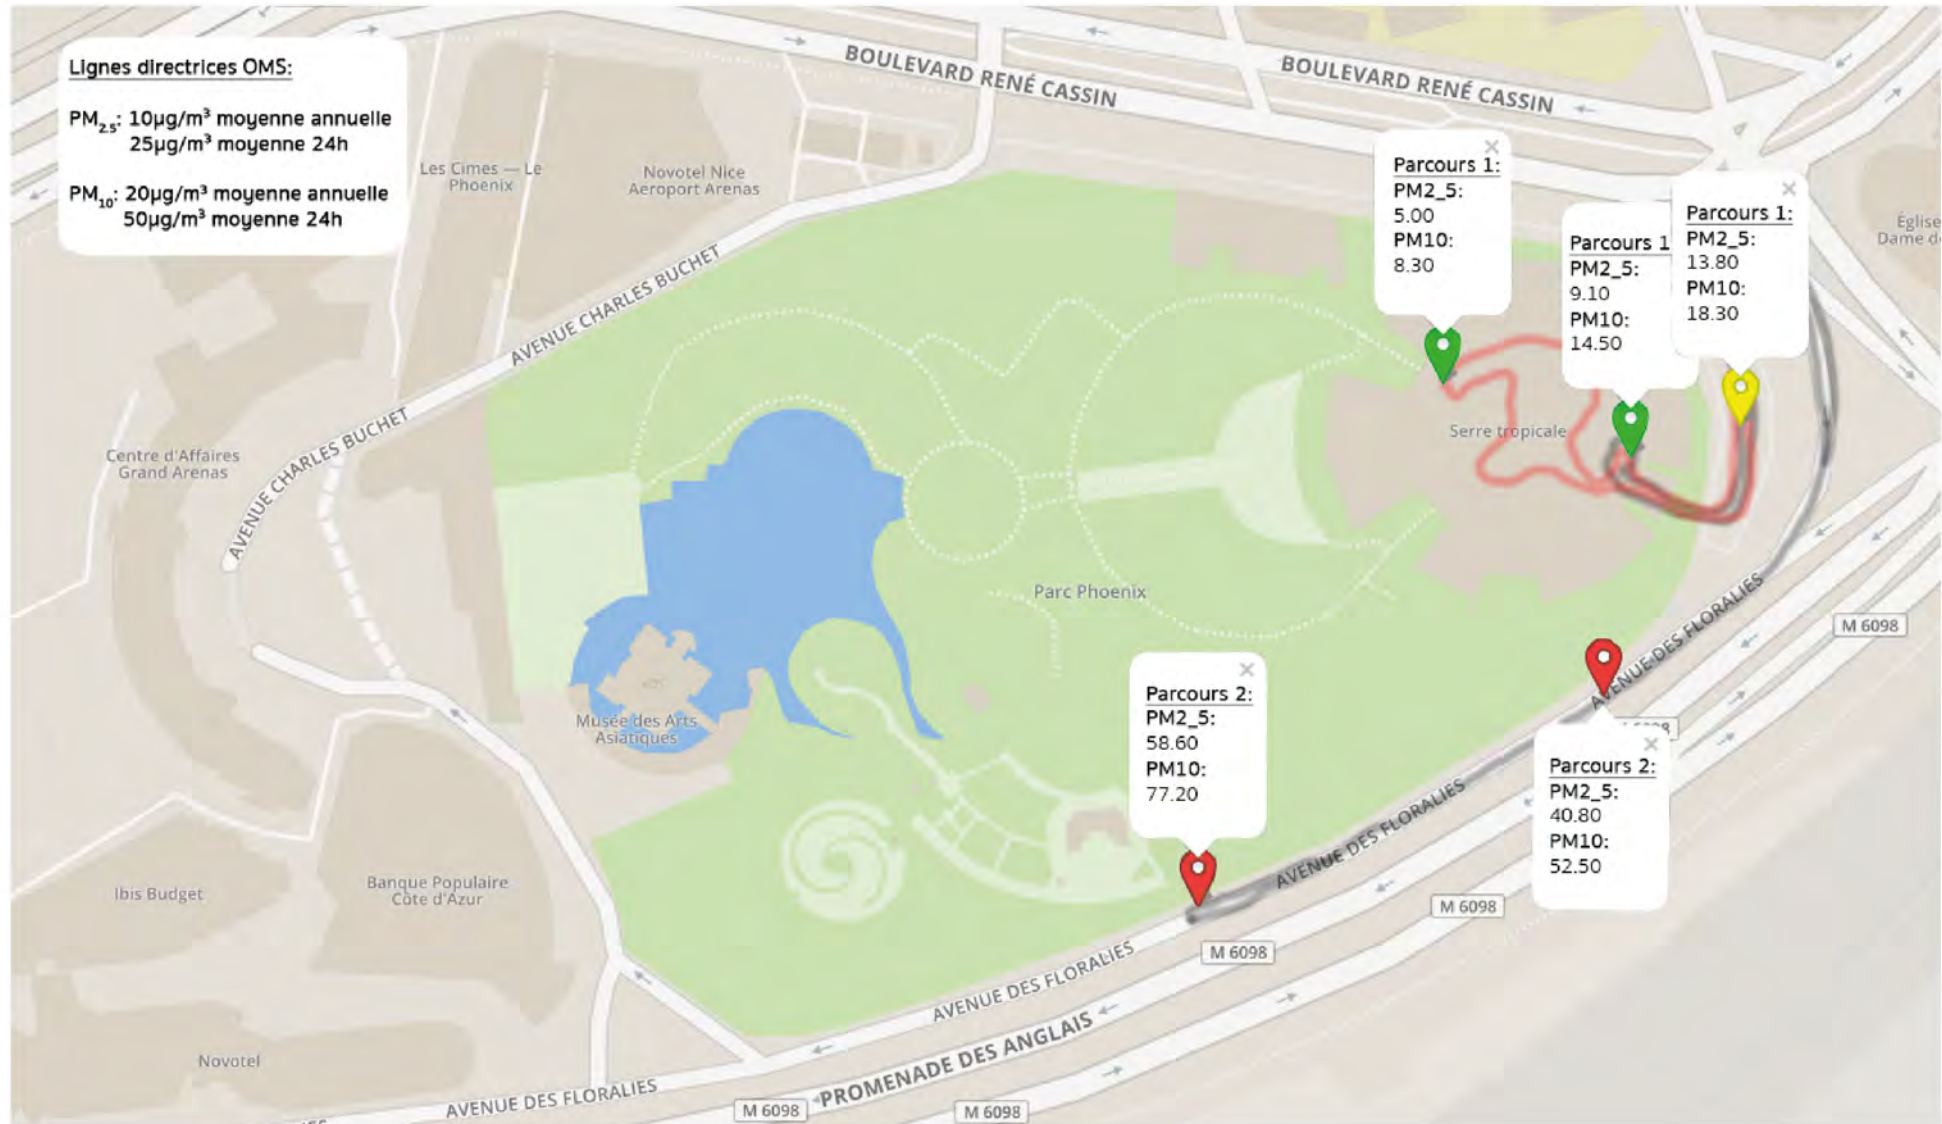 Lignes directrices OMS:
PM2.5: 10µg/m³ moyenne annuelle
25µg/m³ moyenne 24h
PM10: 20µg/m³ moyenne annuelle
50µg/m³ moyenne 24h
BOULEVARD RENÉ CASSIN
BOULEVARD RENÉ CASSIN
Les Cimes — Le
Phoenix
Novotel Nice
Aeroport Arenas
AVENUE CHARLES BUCHET
AVENUE CHARLES BUCHET
Centre d'Affaires
Grand Arenas
Parcours 1:
PM2_5:
5.00
PM10:
8.30
Parcours 1
PM2_5:
9.10
PM10:
14.50
Parcours 1:
PM2_5:
13.80
PM10:
18.30
Église
Dame de
Serre tropicale
Parc Phoenix
Musée des Arts
Asiatiques
M 6098
AVENUE DES FLORALIES
Parcours 2:
PM2_5:
58.60
PM10:
77.20
Parcours 2:
PM2_5:
40.80
PM10:
52.50
AVENUE DES FLORALIES
M 6098
M 6098
Ibis Budget
Banque Populaire
Côte d'Azur
AVENUE DES FLORALIES
PROMENADE DES ANGLAIS
Novotel
AVENUE DES FLORALIES
M 6098
M 6098